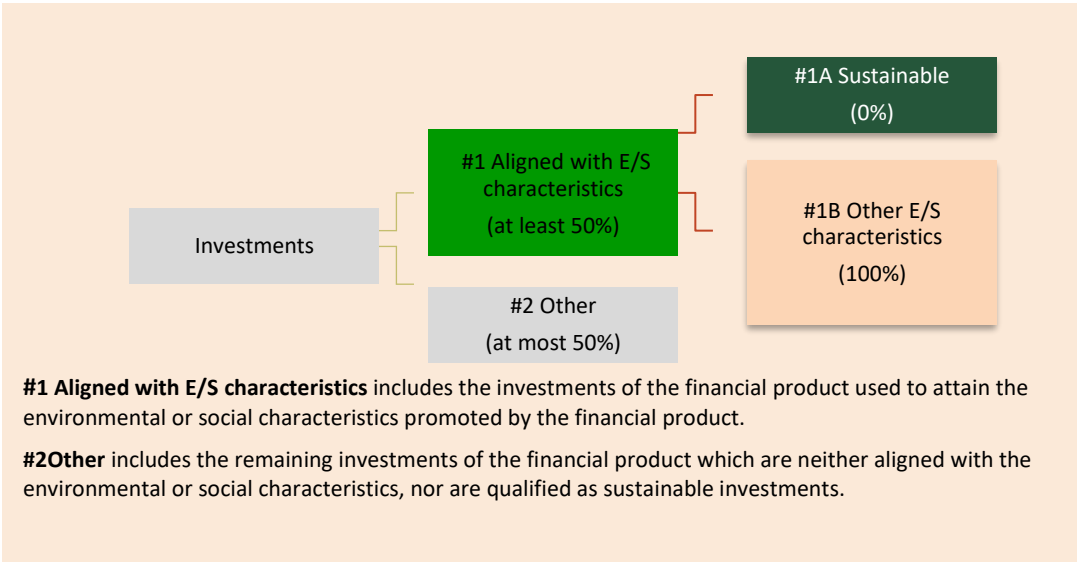 #1A Sustainable
(0%)
#1 Aligned with E/S
characteristics
(at least 50%)
#1B Other E/S
characteristics
(100%)
Investments
#2 Other
(at most 50%)
#1 Aligned with E/S characteristics includes the investments of the financial product used to attain the
environmental or social characteristics promoted by the financial product.
#2Other includes the remaining investments of the financial product which are neither aligned with the
environmental or social characteristics, nor are qualified as sustainable investments.